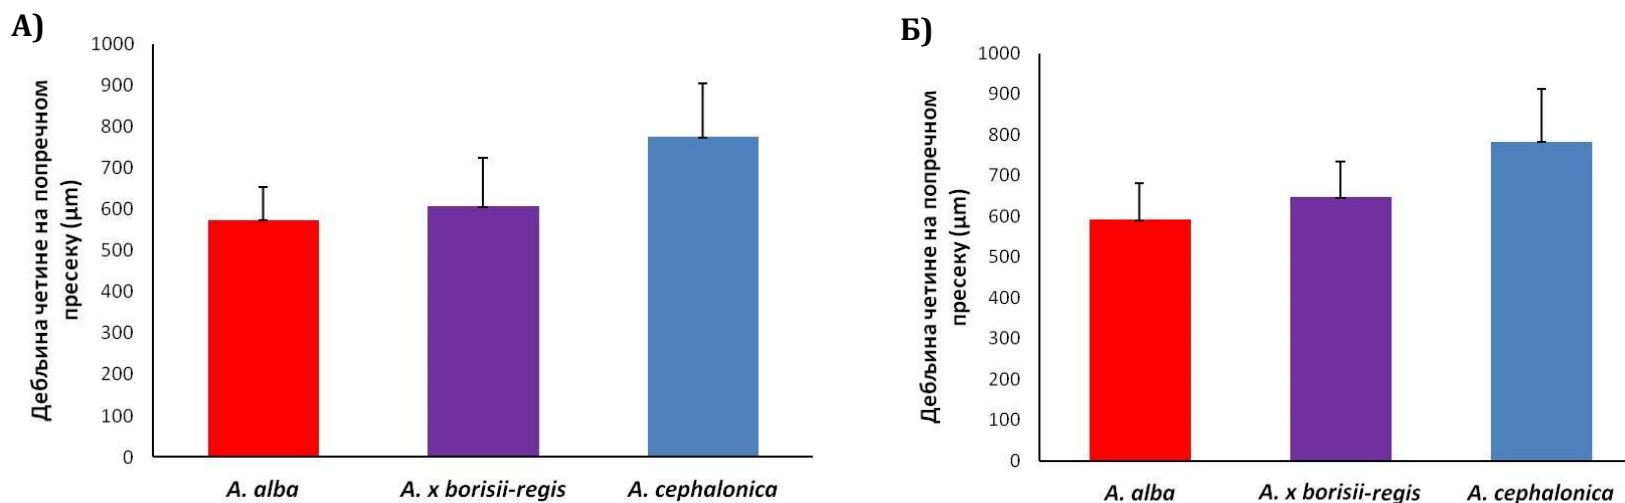 А)
Дебљина четине на попречном
пресеку (μm)
1000
900
800
700
600
500
400
300
200
100
0
A. alba
A. x borisii-regis
A. cephalonica
Б)
Дебљина четине на попречном
пресеку (μm)
1000
900
800
700
600
500
400
300
200
100
0
A. alba
A. x borisii-regis
A. cephalonica